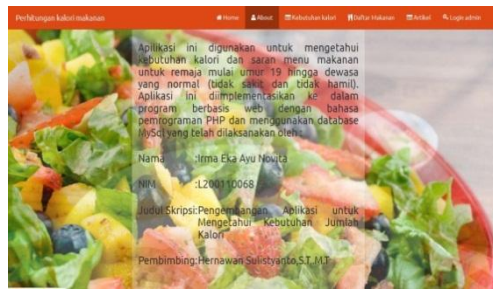 Perhitungan kalori makanan
Home About Kebutuhan kalori Daftar Makanan Artikel Login admin
Aplikasi ini digunakan untuk mengetahui
kebutuhan kalori dan saran menu makanan
untuk remaja mulai umur 19 hingga dewasa
yang normal (tidak sakit dan tidak hamil).
Aplikasi ini diimplementasikan ke dalam
program berbasis web dengan bahasa
pemrograman PHP dan menggunakan database
MySql yang telah dilaksanakan oleh :
Nama :Irma Eka Ayu Novita
NIM :L200110068
Judul Skripsi:Pengembangan Aplikasi untuk
Mengetahui Kebutuhan Jumlah
Kalori
Pembimbing:Hernawan Sulistyanto,S.T.,M.T